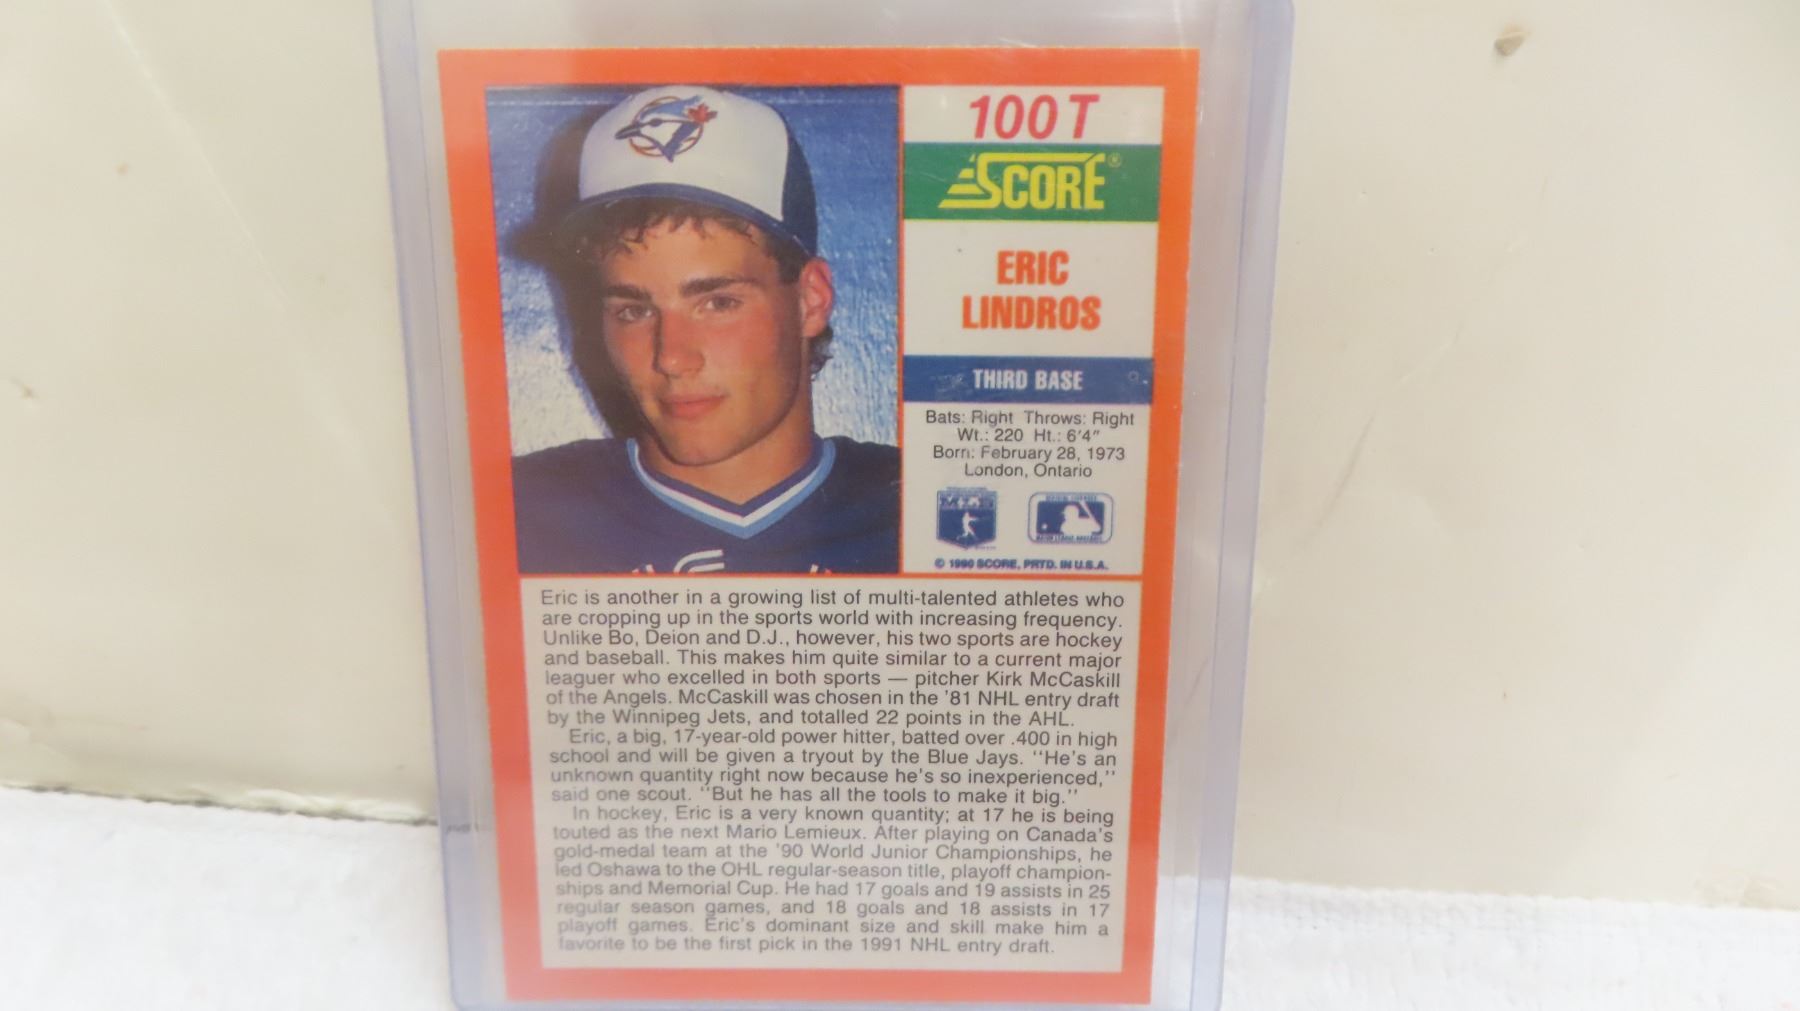 100 T
SCORE®
ERIC
LINDROS
THIRD BASE
Bats: Right Throws: Right
Wt.: 220 Ht.: 6'4"
Born: February 28, 1973
London, Ontario
© 1990 SCORE, PRTD. IN U.S.A.
Eric is another in a growing list of multi-talented athletes who
are cropping up in the sports world with increasing frequency.
Unlike Bo, Deion and D.J., however, his two sports are hockey
and baseball. This makes him quite similar to a current major
leaguer who excelled in both sports — pitcher Kirk McCaskill
of the Angels. McCaskill was chosen in the '81 NHL entry draft
by the Winnipeg Jets, and totalled 22 points in the AHL.
Eric, a big, 17-year-old power hitter, batted over .400 in high
school and will be given a tryout by the Blue Jays. "He's an
unknown quantity right now because he's so inexperienced,"
said one scout. "But he has all the tools to make it big."
In hockey, Eric is a very known quantity; at 17 he is being
touted as the next Mario Lemieux. After playing on Canada's
gold-medal team at the '90 World Junior Championships, he
led Oshawa to the OHL regular-season title, playoff champion-
ships and Memorial Cup. He had 17 goals and 19 assists in 25
regular season games, and 18 goals and 18 assists in 17
playoff games. Eric's dominant size and skill make him a
favorite to be the first pick in the 1991 NHL entry draft.